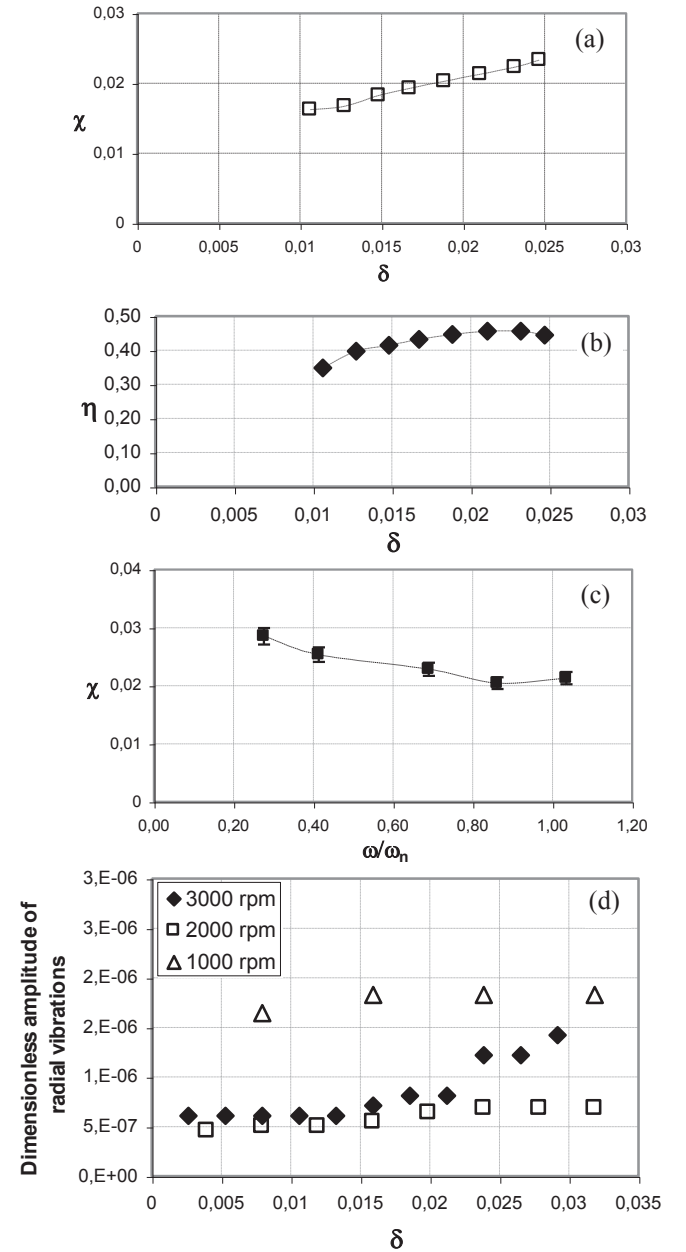 0,03
(a)
0,02
χ
0,01
0
0 0,005 0,01 0,015 0,02 0,025 0,03
δ
0,50
0,40
(b)
0,30
η
0,20
0,10
0,00
0 0,005 0,01 0,015 0,02 0,025 0,03
δ
0,04
(c)
0,03
χ
0,02
0,01
0
0,00 0,20 0,40 0,60 0,80 1,00 1,20
ω/ωn
Dimensionless amplitude of
radial vibrations
3,E-06
3000 rpm
(d)
3,E-06
2000 rpm
2,E-06
1000 rpm
2,E-06
1,E-06
5,E-07
0,E+00
0 0,005 0,01 0,015 0,02 0,025 0,03 0,035
δ